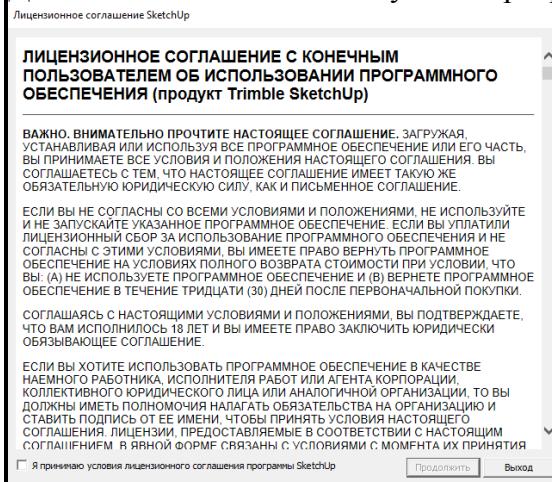 Лицензионное соглашение SketchUp
ЛИЦЕНЗИОННОЕ СОГЛАШЕНИЕ С КОНЕЧНЫМ
ПОЛЬЗОВАТЕЛЕМ ОБ ИСПОЛЬЗОВАНИИ ПРОГРАММНОГО
ОБЕСПЕЧЕНИЯ (продукт Trimble SketchUp)
ВАЖНО. ВНИМАТЕЛЬНО ПРОЧТИТЕ НАСТОЯЩЕЕ СОГЛАШЕНИЕ. ЗАГРУЖАЯ,
УСТАНАВЛИВАЯ ИЛИ ИСПОЛЬЗУЯ ВСЕ ПРОГРАММНОЕ ОБЕСПЕЧЕНИЕ ИЛИ ЕГО ЧАСТЬ,
ВЫ ПРИНИМАЕТЕ ВСЕ УСЛОВИЯ И ПОЛОЖЕНИЯ НАСТОЯЩЕГО СОГЛАШЕНИЯ. ВЫ
СОГЛАШАЕТЕСЬ С ТЕМ, ЧТО НАСТОЯЩЕЕ СОГЛАШЕНИЕ ИМЕЕТ ТАКУЮ ЖЕ
ОБЯЗАТЕЛЬНУЮ ЮРИДИЧЕСКУЮ СИЛУ, КАК И ПИСЬМЕННОЕ СОГЛАШЕНИЕ.
ЕСЛИ ВЫ НЕ СОГЛАСНЫ СО ВСЕМИ УСЛОВИЯМИ И ПОЛОЖЕНИЯМИ, НЕ ИСПОЛЬЗУЙТЕ
И НЕ ЗАПУСКАЙТЕ УКАЗАННОЕ ПРОГРАММНОЕ ОБЕСПЕЧЕНИЕ. ЕСЛИ ВЫ УПЛАТИЛИ
ЛИЦЕНЗИОННЫЙ СБОР ЗА ИСПОЛЬЗОВАНИЕ ПРОГРАММНОГО ОБЕСПЕЧЕНИЯ И НЕ
СОГЛАСНЫ С ЭТИМИ УСЛОВИЯМИ, ВЫ ИМЕЕТЕ ПРАВО ВЕРНУТЬ ПРОГРАММНОЕ
ОБЕСПЕЧЕНИЕ НА УСЛОВИЯХ ПОЛНОГО ВОЗВРАТА СТОИМОСТИ ПРИ УСЛОВИИ, ЧТО
ВЫ: (A) НЕ ИСПОЛЬЗУЕТЕ ПРОГРАММНОЕ ОБЕСПЕЧЕНИЕ И (B) ВЕРНЕТЕ ПРОГРАММНОЕ
ОБЕСПЕЧЕНИЕ В ТЕЧЕНИЕ ТРИДЦАТИ (30) ДНЕЙ ПОСЛЕ ПЕРВОНАЧАЛЬНОЙ ПОКУПКИ.
СОГЛАШАЯСЬ С НАСТОЯЩИМИ УСЛОВИЯМИ И ПОЛОЖЕНИЯМИ, ВЫ ПОДТВЕРЖДАЕТЕ,
ЧТО ВАМ ИСПОЛНИЛОСЬ 18 ЛЕТ И ВЫ ИМЕЕТЕ ПРАВО ЗАКЛЮЧИТЬ ЮРИДИЧЕСКИ
ОБЯЗЫВАЮЩЕЕ СОГЛАШЕНИЕ.
ЕСЛИ ВЫ ХОТИТЕ ИСПОЛЬЗОВАТЬ ПРОГРАММНОЕ ОБЕСПЕЧЕНИЕ В КАЧЕСТВЕ
НАЕМНОГО РАБОТНИКА, ИСПОЛНИТЕЛЯ РАБОТ ИЛИ АГЕНТА КОРПОРАЦИИ,
КОЛЛЕКТИВНОГО ЮРИДИЧЕСКОГО ЛИЦА ИЛИ АНАЛОГИЧНОЙ ОРГАНИЗАЦИИ, ТО ВЫ
ДОЛЖНЫ ИМЕТЬ ПОЛНОМОЧИЯ НАЛАГАТЬ ОБЯЗАТЕЛЬСТВА НА ОРГАНИЗАЦИЮ И
СТАВИТЬ ПОДПИСЬ ОТ ЕЕ ИМЕНИ, ЧТОБЫ ПРИНЯТЬ УСЛОВИЯ НАСТОЯЩЕГО
СОГЛАШЕНИЯ. ЛИЦЕНЗИИ, ПРЕДОСТАВЛЯЕМЫЕ В СООТВЕТСТВИИ С НАСТОЯЩИМ
СОГЛАШЕНИЕМ, В ЯВНОЙ ФОРМЕ СВЯЗАНЫ С УСЛОВИЯМИ С МОМЕНТА ИХ ПРИНЯТИЯ
Я принимаю условия лицензионного соглашения программы SketchUp
Продолжить
Выход